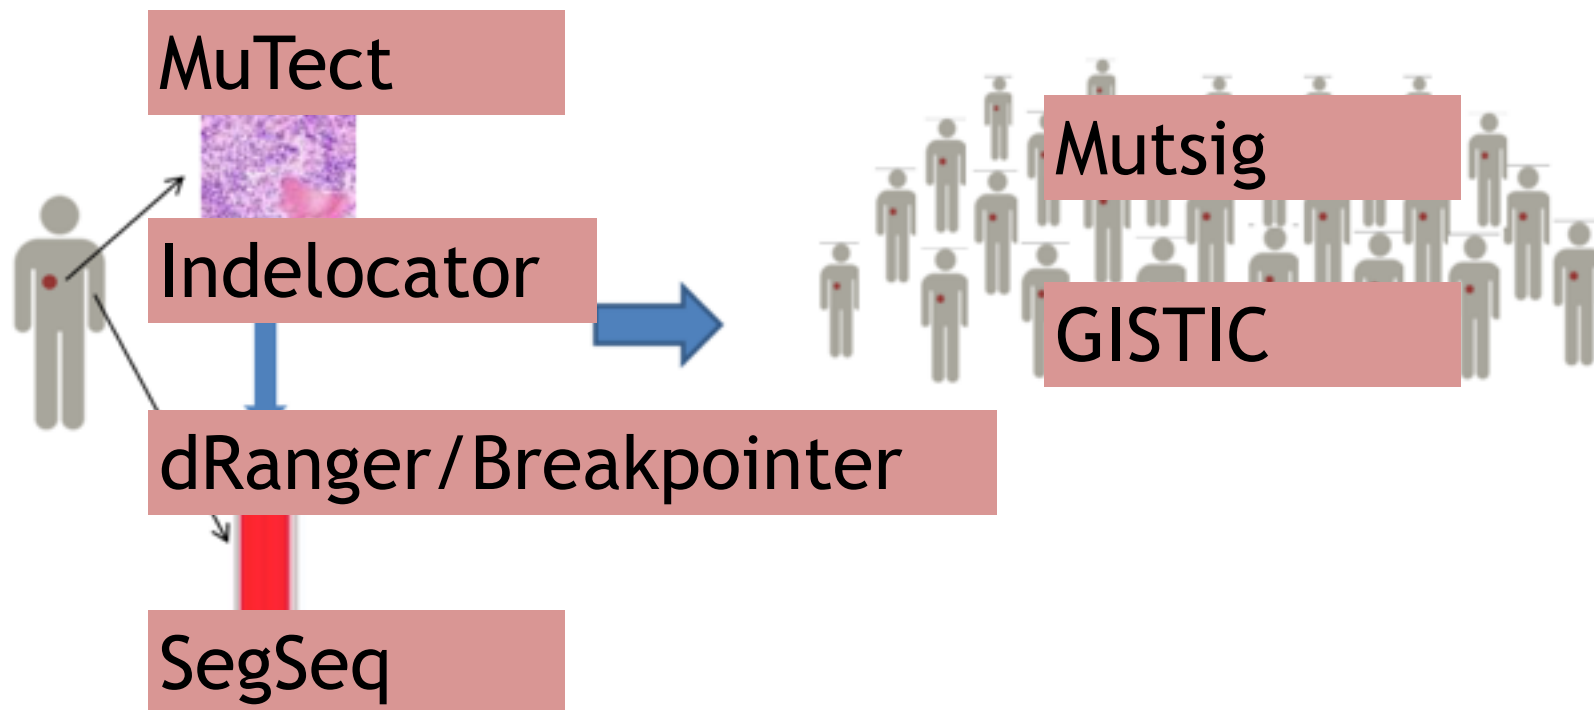 MuTect
Indelocator
dRanger/Breakpointer
SegSeq
Mutsig
GISTIC